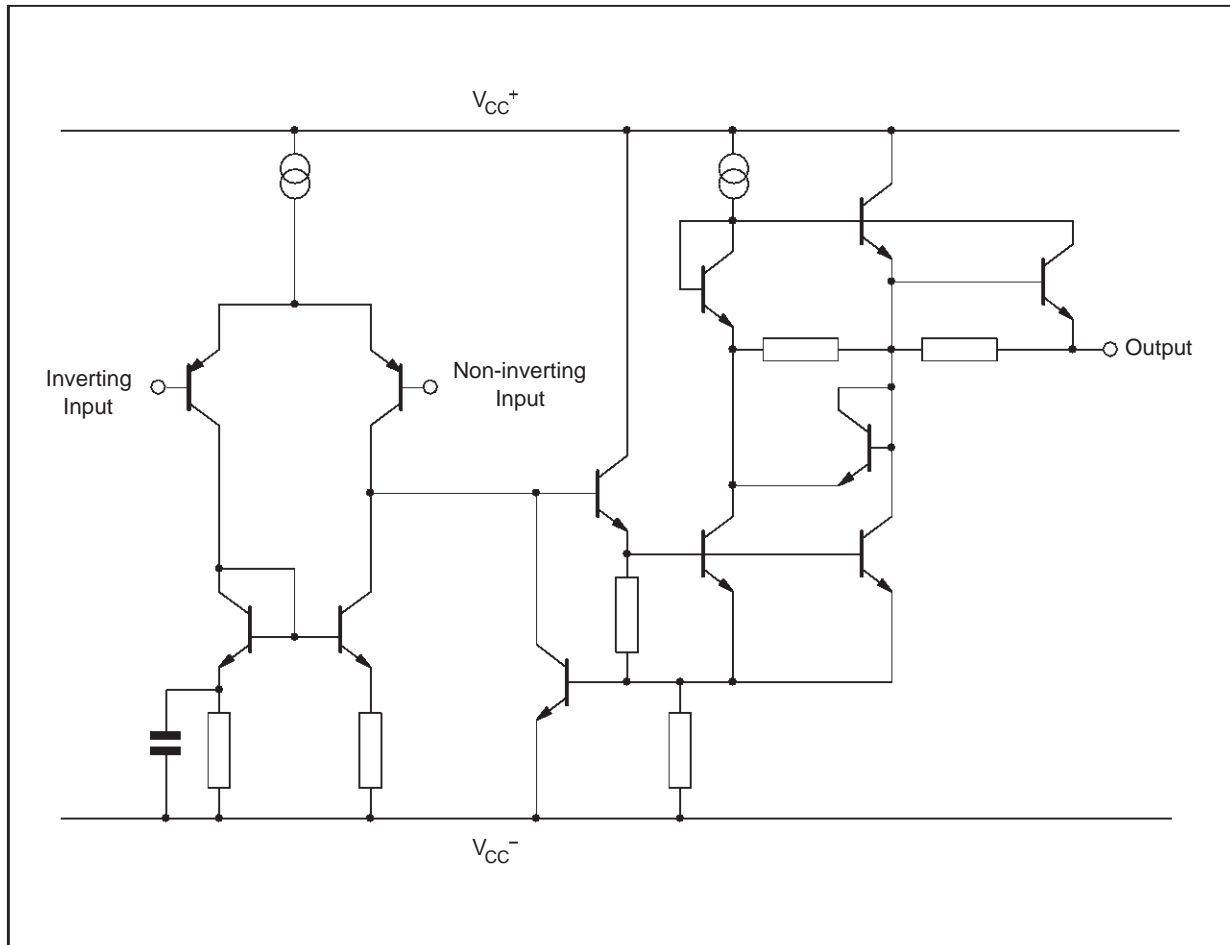 VCC+
Inverting
Input
Non-inverting
Input
Output
VCC−